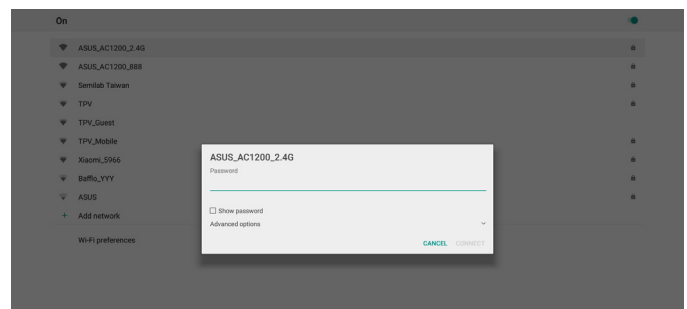 On
ASUS_AC1200_2.4G
ASUS_AC1200_888
Semilab Taiwan
TPV
TPV_Guest
TPV_Mobile
Xiaomi_5966
Bafflo_YYY
ASUS
Add network
Wi-Fi preferences
ASUS_AC1200_2.4G
Password
Show password
Advanced options
CANCEL CONNECT